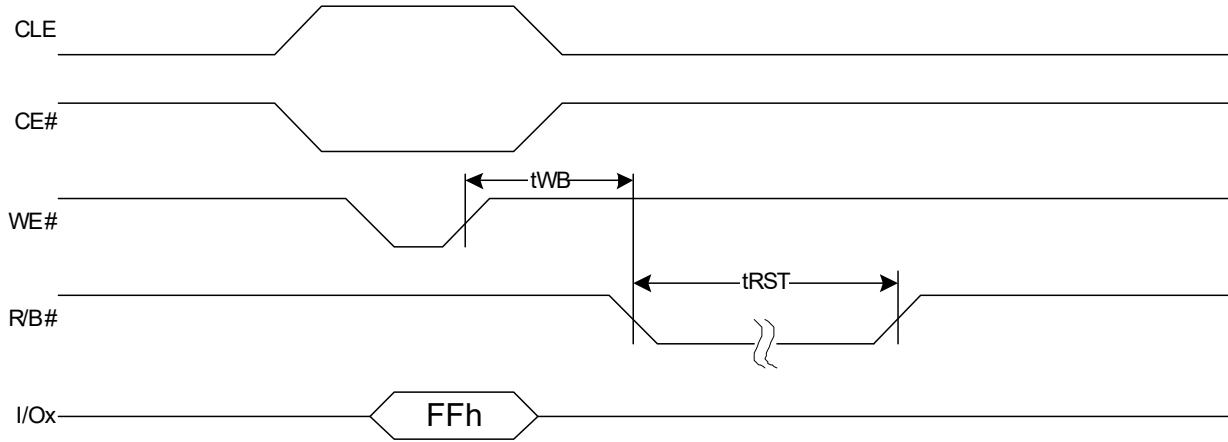 CLE
CE#
tWB
WE#
tRST
R/B#
I/Ox
FFh